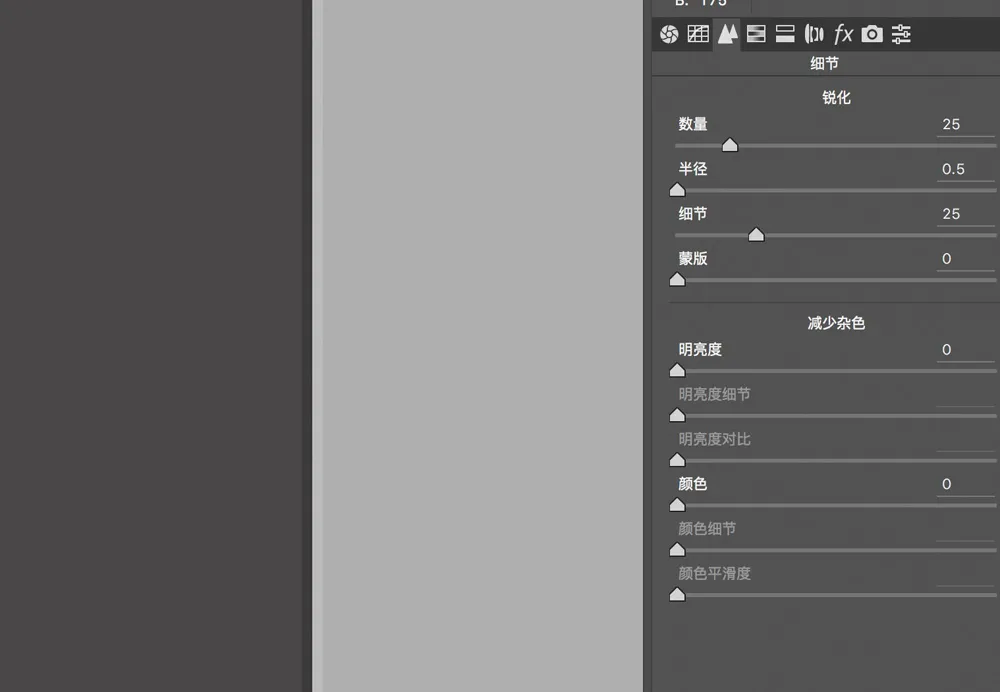 B: 175
fx
细节
锐化
数量 25
半径 0.5
细节 25
蒙版 0
减少杂色
明亮度 0
明亮度细节
明亮度对比
颜色 0
颜色细节
颜色平滑度